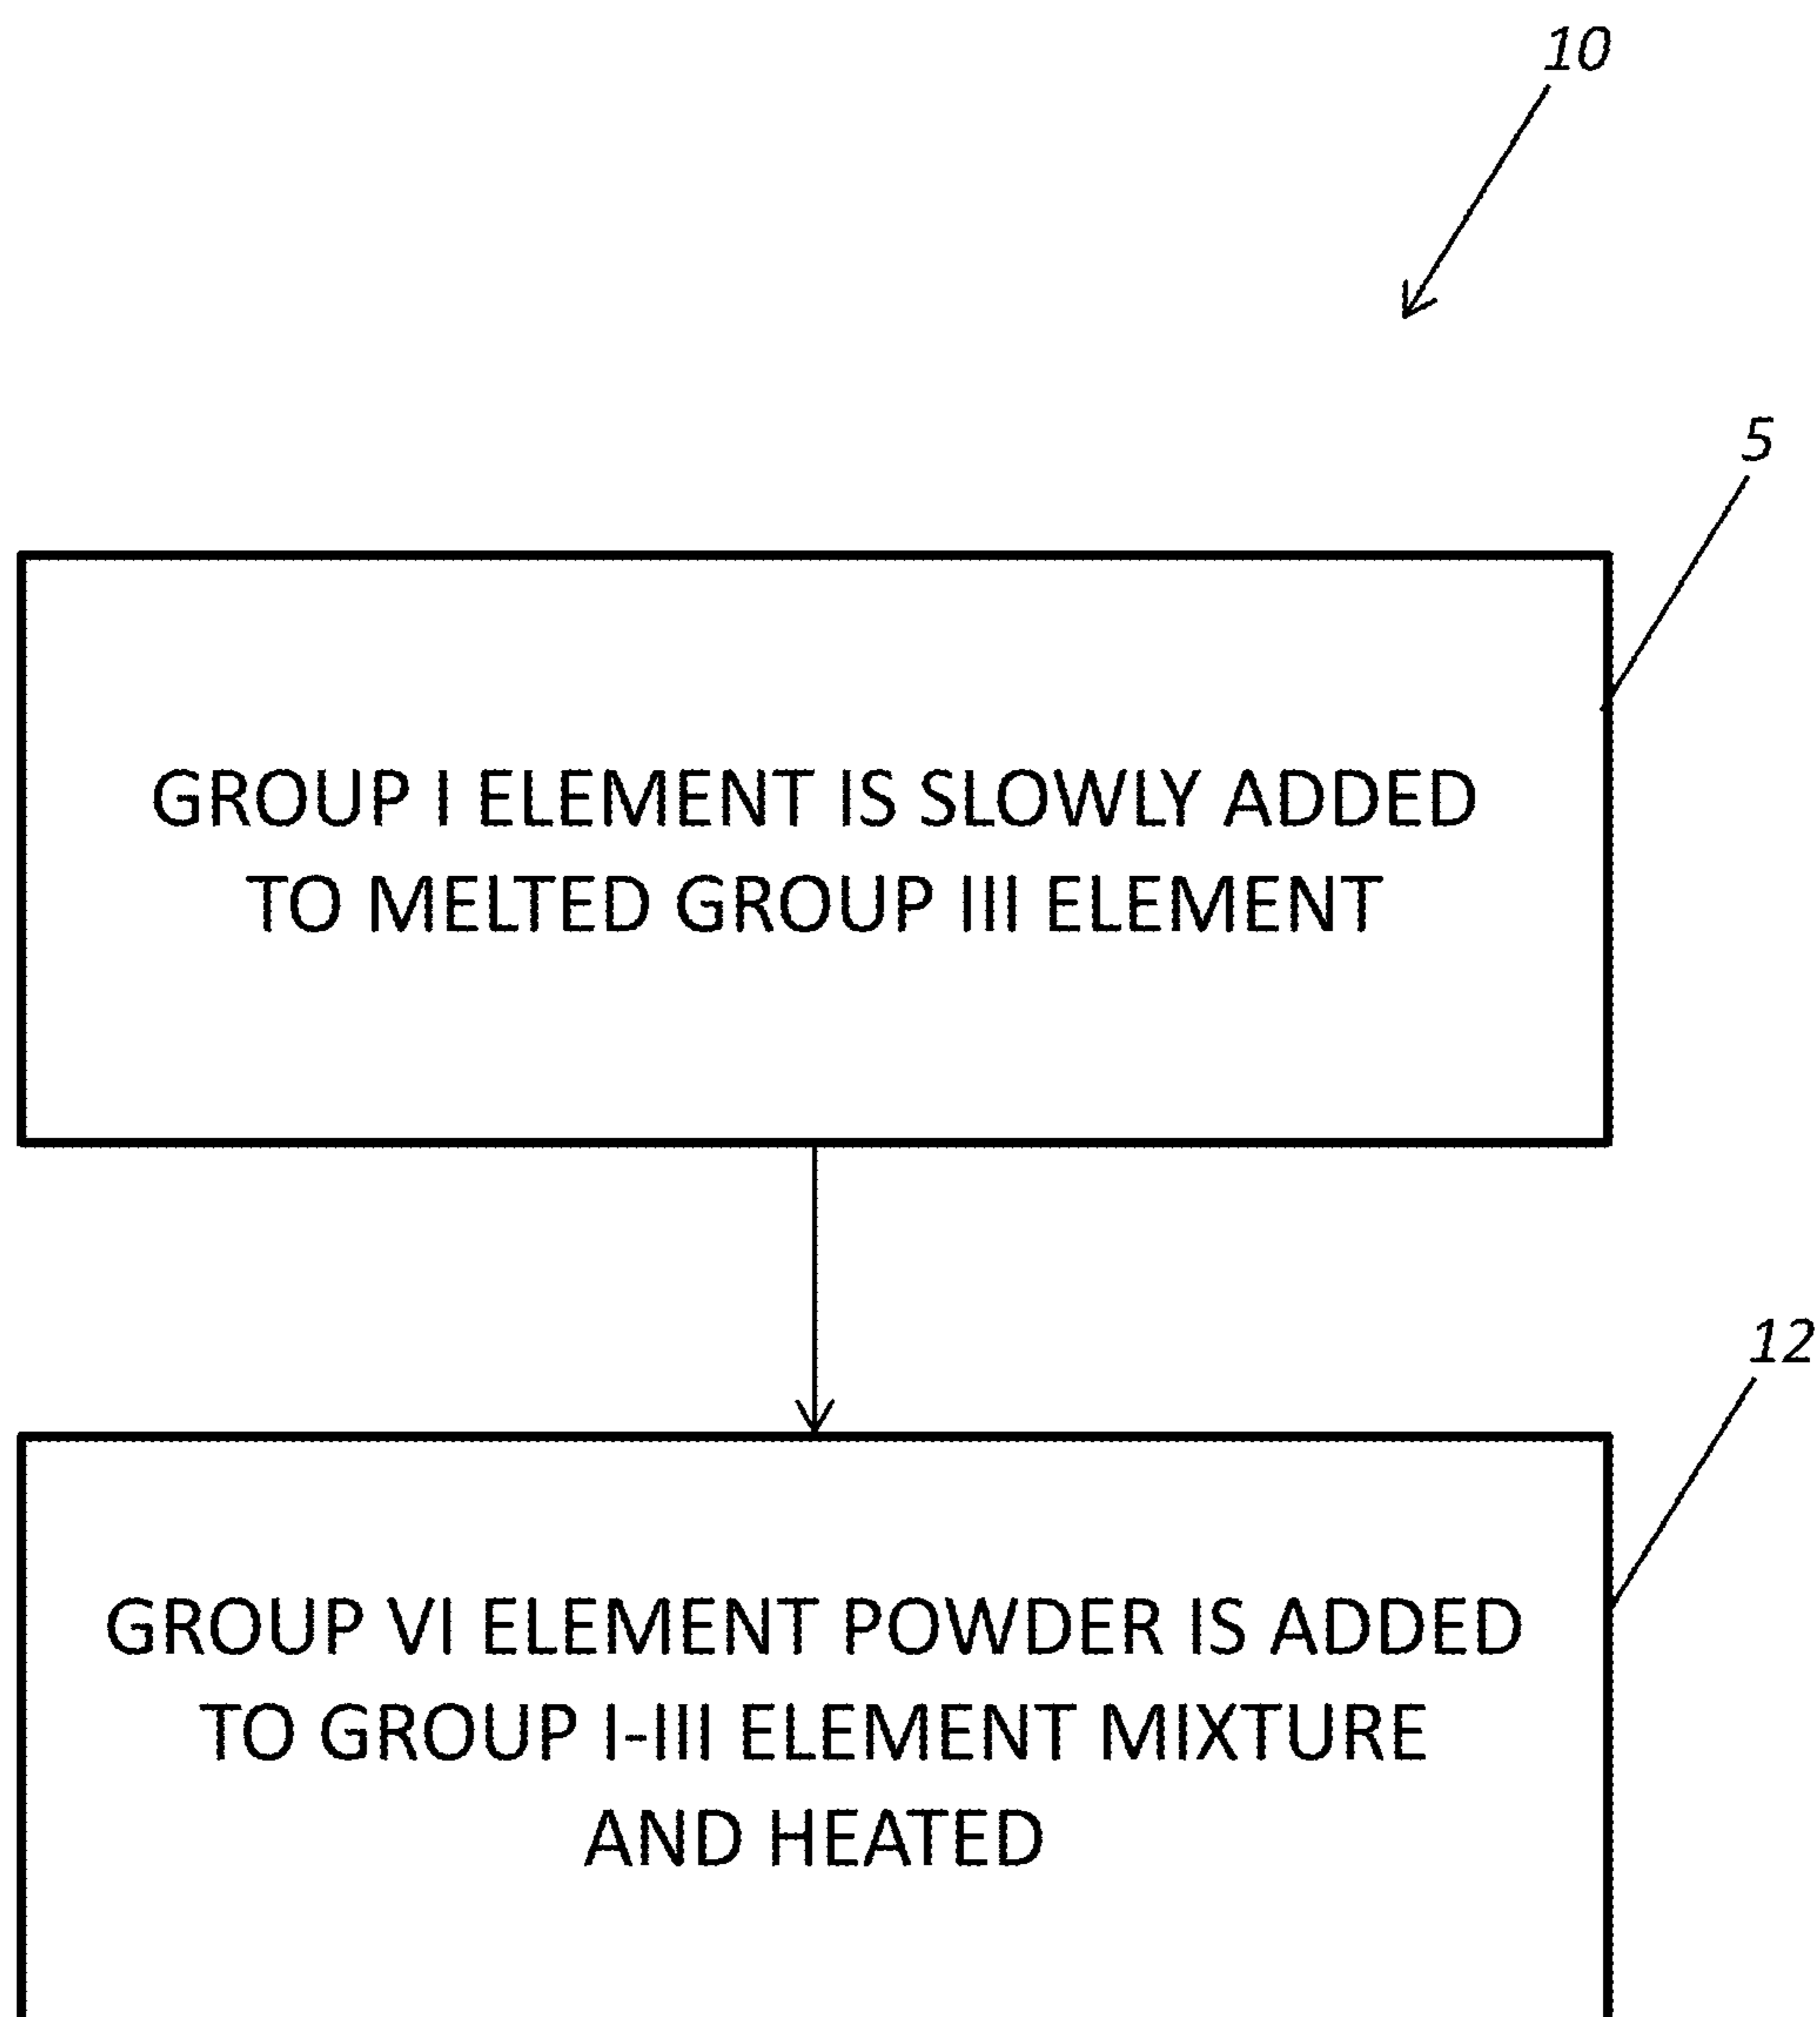 10
5
GROUP I ELEMENT IS SLOWLY ADDED
TO MELTED GROUP III ELEMENT
12
GROUP VI ELEMENT POWDER IS ADDED
TO GROUP I-III ELEMENT MIXTURE
AND HEATED